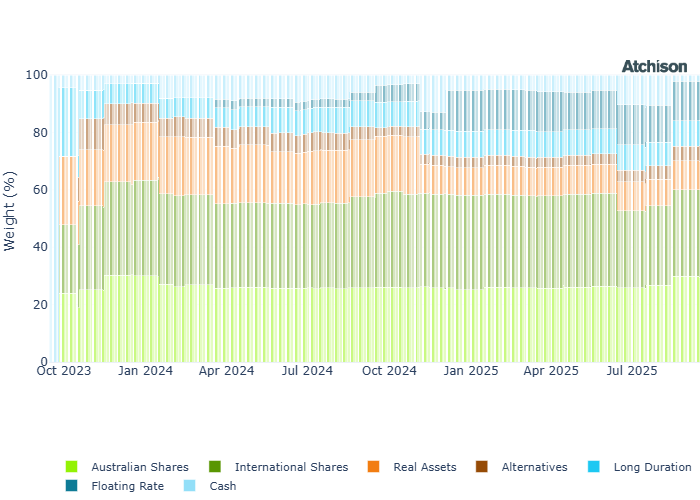 Atchison
100
80
60
40
20
0
Weight (%)
Oct 2023 Jan 2024 Apr 2024 Jul 2024 Oct 2024 Jan 2025 Apr 2025 Jul 2025
Australian Shares International Shares Real Assets Alternatives Long Duration
Floating Rate Cash